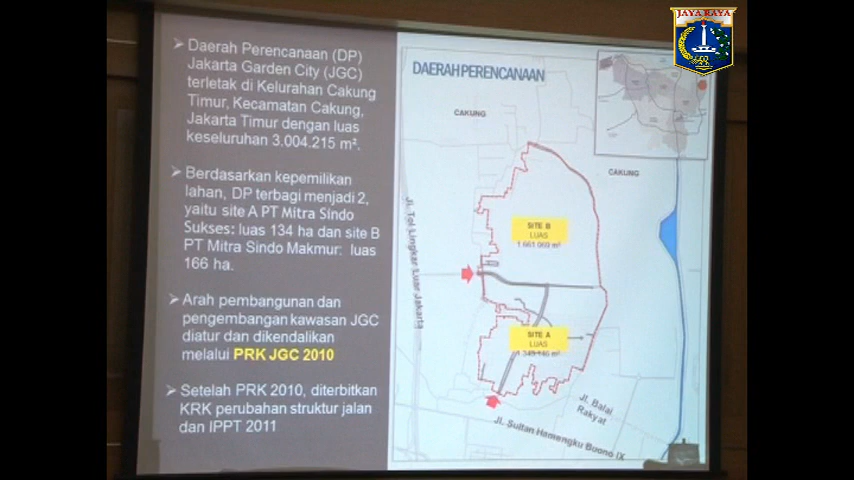 JAYA RAYA
➢ Daerah Perencanaan (DP)
Jakarta Garden City (JGC)
terletak di Kelurahan Cakung
Timur, Kecamatan Cakung,
Jakarta Timur dengan luas
keseluruhan 3.004.215 m².
➢ Berdasarkan kepemilikan
lahan, DP terbagi menjadi 2,
yaitu site A PT Mitra Sindo
Sukses: luas 134 ha dan site B
PT Mitra Sindo Makmur: luas
166 ha.
➢ Arah pembangunan dan
pengembangan kawasan JGC
diatur dan dikendalikan
melalui PRK JGC 2010
➢ Setelah PRK 2010, diterbitkan
KRK perubahan struktur jalan
dan IPPT 2011
DAERAH PERENCANAAN
CAKUNG
CAKUNG
Jl. Tol Lingkar Luar Jakarta
SITE B
LUAS
1.661.069 m²
SITE A
LUAS
Jl. Balai
Rakyat
Jl. Sultan Hamengku Buono IX